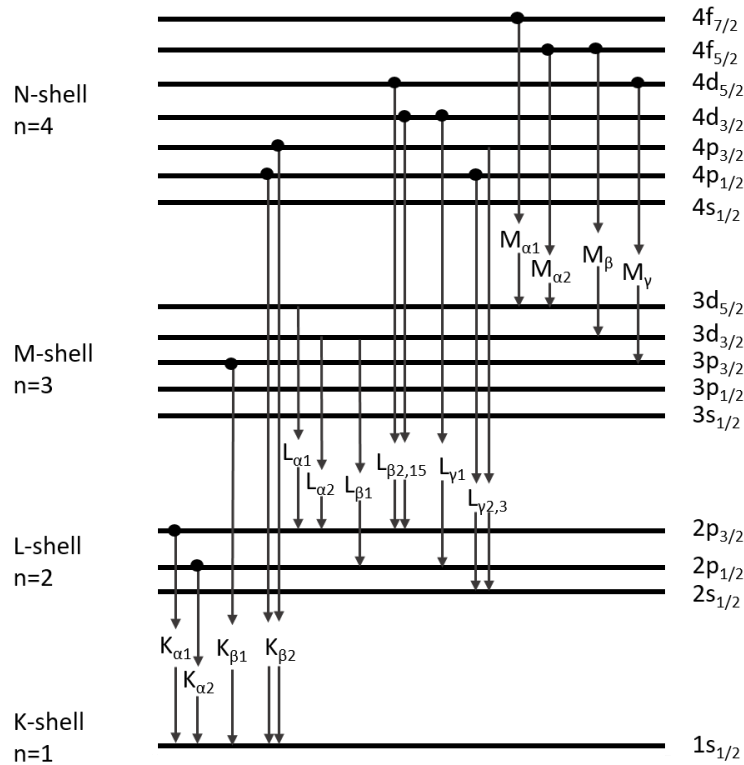 4f7/2
4f5/2
4d5/2
4d3/2
4p3/2
4p1/2
4s1/2
N-shell
n=4
Mα1
Mα2
Mβ
Mγ
3d5/2
3d3/2
3p3/2
3p1/2
3s1/2
M-shell
n=3
Lα1
Lα2
Lβ1
Lβ2,15
Lγ1
Lγ2,3
2p3/2
2p1/2
2s1/2
L-shell
n=2
Kα1
Kα2
Kβ1
Kβ2
K-shell
n=1
1s1/2